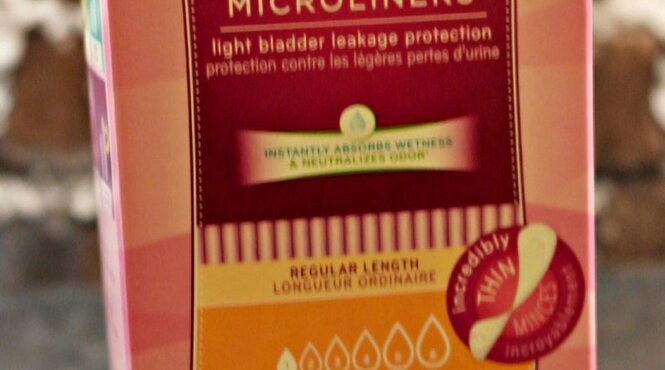 MICROLINERS
light bladder leakage protection
protection contre les légères pertes d'urine
INSTANTLY ABSORBS WETNESS
& NEUTRALIZES ODOR*
REGULAR LENGTH
LONGUEUR ORDINAIRE
incredibly
THIN
MINCES
incroyablement